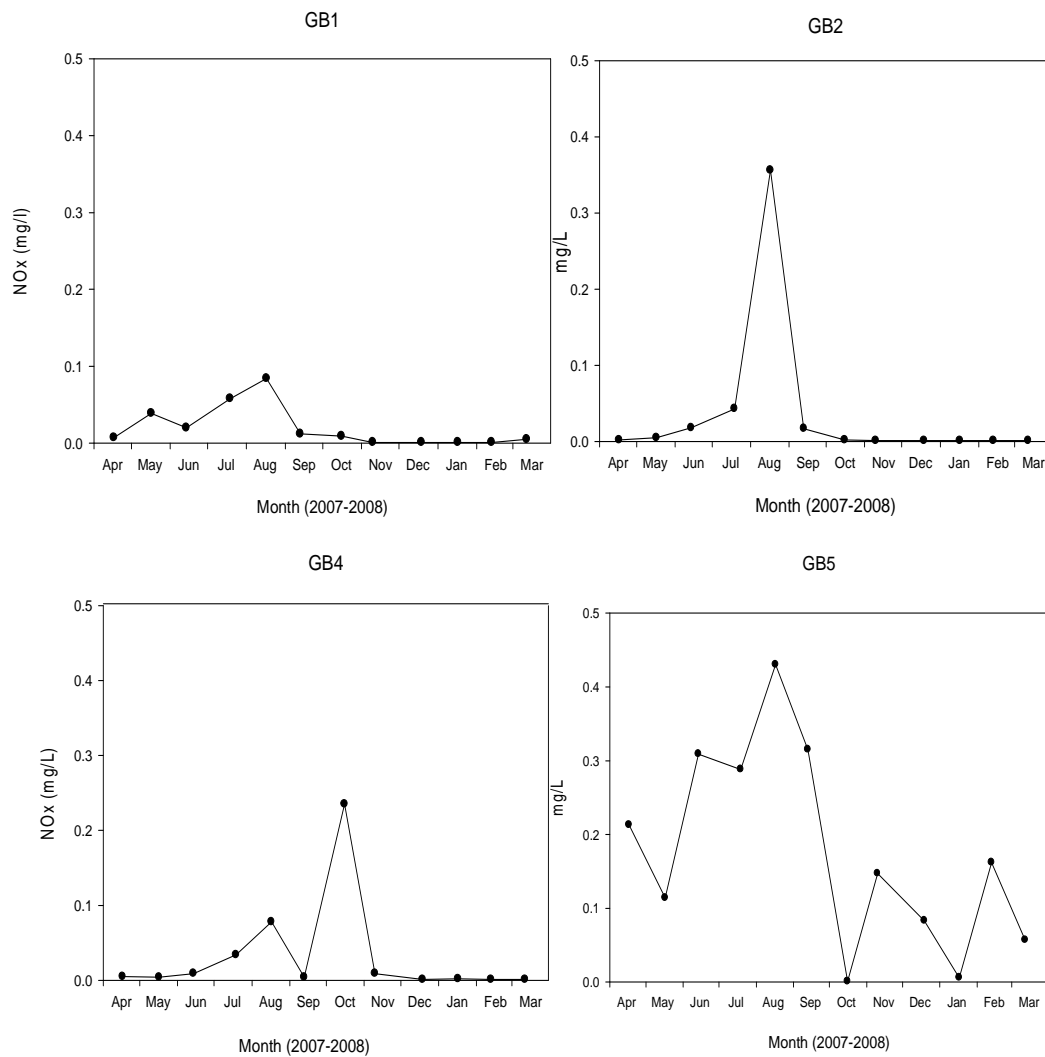 GB1
0.5
0.4
0.3
0.2
0.1
0.0
NOx (mg/l)
Apr May Jun Jul Aug Sep Oct Nov Dec Jan Feb Mar
Month (2007-2008)
GB2
0.5
0.4
0.3
0.2
0.1
0.0
mg/L
Apr May Jun Jul Aug Sep Oct Nov Dec Jan Feb Mar
Month (2007-2008)
GB4
0.5
0.4
0.3
0.2
0.1
0.0
NOx (mg/L)
Apr May Jun Jul Aug Sep Oct Nov Dec Jan Feb Mar
Month (2007-2008)
GB5
0.5
0.4
0.3
0.2
0.1
0.0
mg/L
Apr May Jun Jul Aug Sep Oct Nov Dec Jan Feb Mar
Month (2007-2008)